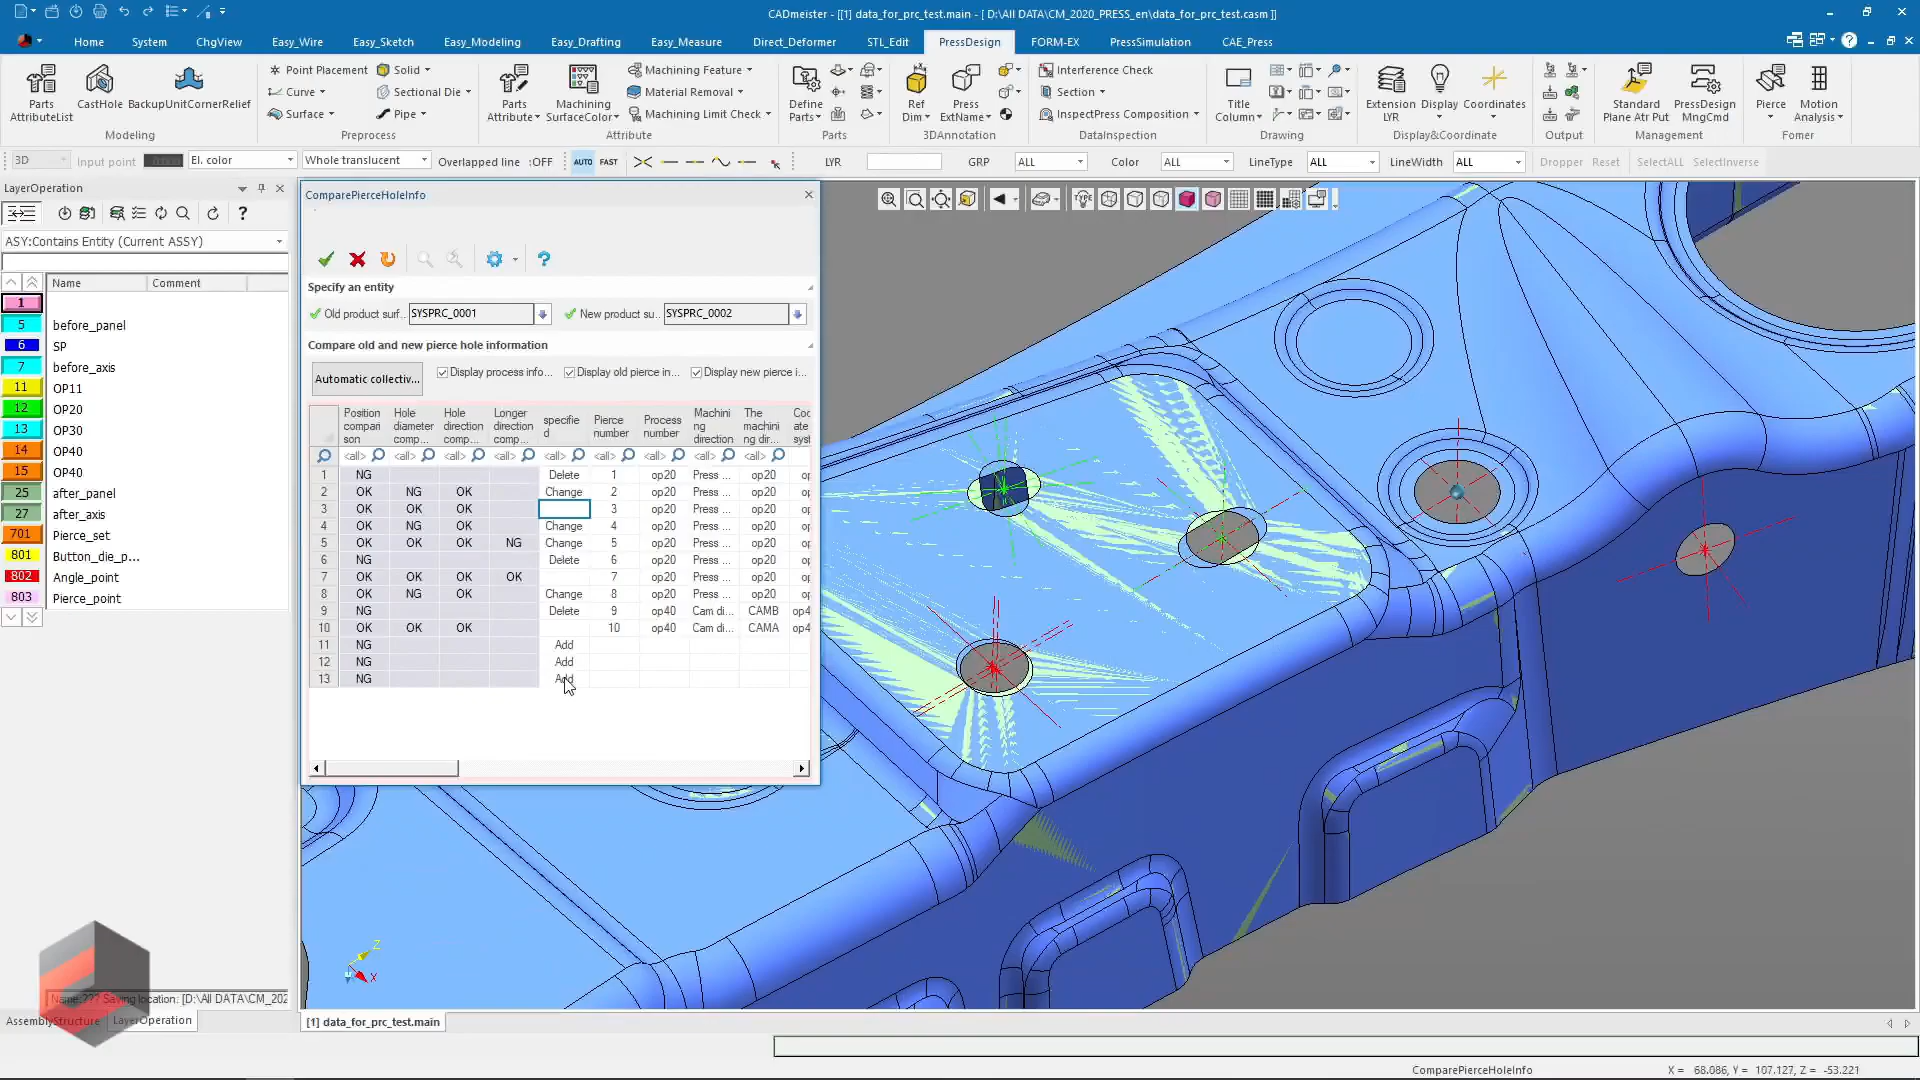 CADmeister - [[1] data_for_prc_test.main - [ D:\All DATA\CM_2020_PRESS_en\data_for_prc_test.casm ]]
Home System ChgView Easy_Wire Easy_Sketch Easy_Modeling Easy_Drafting Easy_Measure Direct_Deformer STL_Edit PressDesign FORM-EX PressSimulation CAE_Press
Parts AttributeList
CastHole
BackupUnitCornerRelief
Modeling
Point Placement
Curve
Surface
Solid
Sectional Die
Pipe
Preprocess
Parts Attribute
Machining SurfaceColor
Machining Feature
Material Removal
Machining Limit Check
Attribute
Define Parts
Parts
Ref Dim
Press ExtName
3DAnnotation
Interference Check
Section
InspectPress Composition
DataInspection
Title Column
Drawing
Extension LYR
Display
Coordinates
Display&Coordinate
Output
Standard Plane Atr Put
PressDesign MngCmd
Management
Pierce
Motion Analysis
Fomer
3D Input point El. color Whole translucent Overlapped line :OFF AUTO FAST LYR GRP ALL Color ALL LineType ALL LineWidth ALL Dropper Reset SelectALL SelectInverse
LayerOperation
ASY:Contains Entity (Current ASSY)
Name Comment
1
5 before_panel
6 SP
7 before_axis
11 OP11
12 OP20
13 OP30
14 OP40
15 OP40
25 after_panel
27 after_axis
701 Pierce_set
801 Button_die_p...
802 Angle_point
803 Pierce_point
Name:??? Saving location: [D:\All DATA\CM_202
AssemblyStructure LayerOperation
ComparePierceHoleInfo
Specify an entity
Old product surf.. SYSPRC_0001 New product su.. SYSPRC_0002
Compare old and new pierce hole information
Automatic collectiv... Display process info... Display old pierce in... Display new pierce i...
Position compari son
Hole diameter comp...
Hole direction comp...
Longer direction comp...
specifie d
Pierce number
Process number
Machini ng direction
The machini ng dir...
Coc ate syst
<all> <all> <all> <all> <all> <all> <all> <all> <all>
1 NG Delete 1 op20 Press ... op20 op
2 OK NG OK Change 2 op20 Press ... op20 op
3 OK OK OK 3 op20 Press ... op20 op
4 OK NG OK Change 4 op20 Press ... op20 op
5 OK OK OK NG Change 5 op20 Press ... op20 op
6 NG Delete 6 op20 Press ... op20 op
7 OK OK OK OK 7 op20 Press ... op20 op
8 OK NG OK Change 8 op20 Press ... op20 op
9 NG Delete 9 op40 Cam di... CAMB op4
10 OK OK OK 10 op40 Cam di... CAMA op4
11 NG Add
12 NG Add
13 NG Add
TYPE
Z
X
[1] data_for_prc_test.main
ComparePierceHoleInfo X = 68.086, Y = 107.127, Z = -53.221